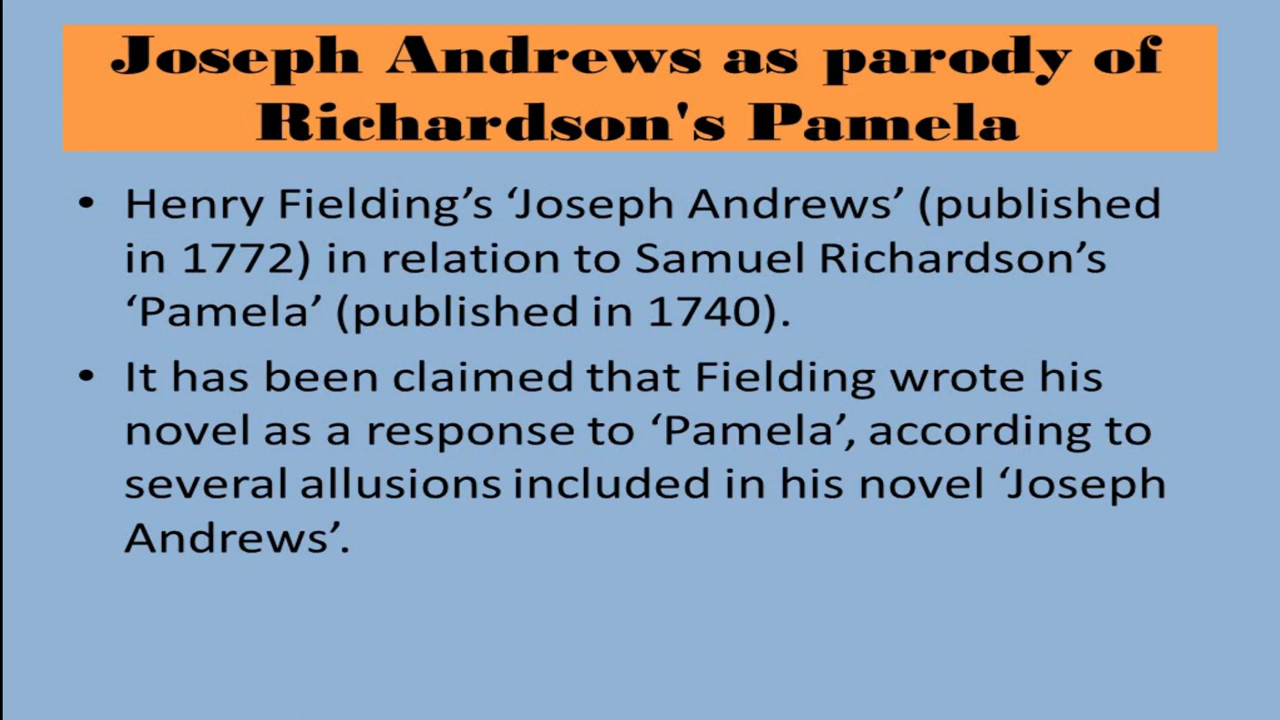 Joseph Andrews as parody of
Richardson's Pamela
• Henry Fielding’s ‘Joseph Andrews’ (published
in 1772) in relation to Samuel Richardson’s
‘Pamela’ (published in 1740).
• It has been claimed that Fielding wrote his
novel as a response to ‘Pamela’, according to
several allusions included in his novel ‘Joseph
Andrews’.